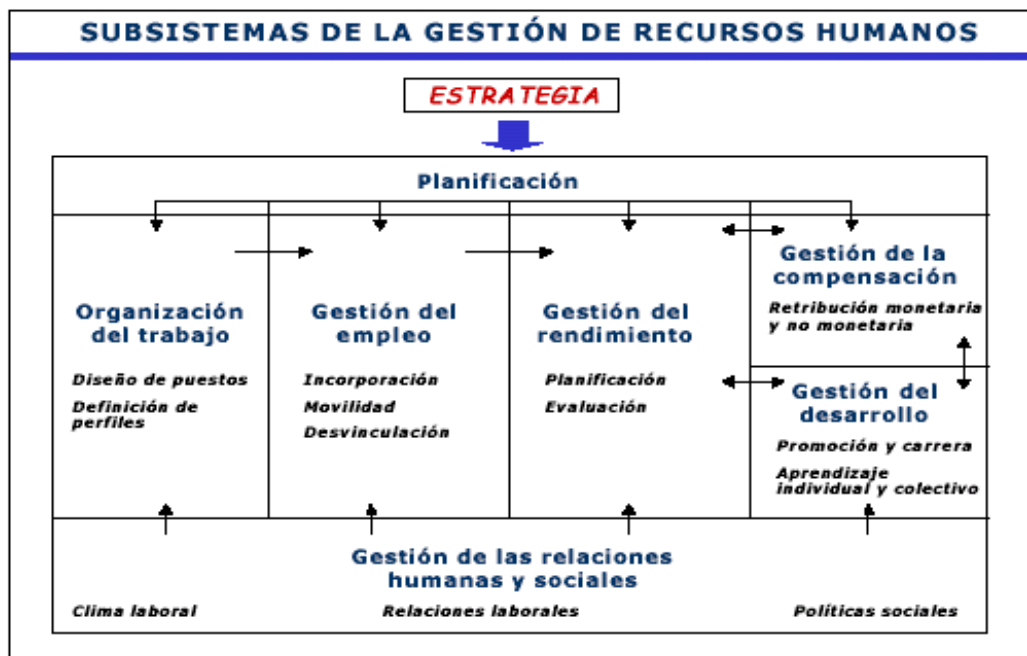 SUBSISTEMAS DE LA GESTIÓN DE RECURSOS HUMANOS
ESTRATEGIA
Planificación
Organización
del trabajo
Diseño de puestos
Definición de
perfiles
Gestión del
empleo
Incorporación
Movilidad
Desvinculación
Gestión del
rendimiento
Planificación
Evaluación
Gestión de la
compensación
Retribución monetaria
y no monetaria
Gestión del
desarrollo
Promoción y carrera
Aprendizaje
individual y colectivo
Gestión de las relaciones
humanas y sociales
Clima laboral
Relaciones laborales
Políticas sociales